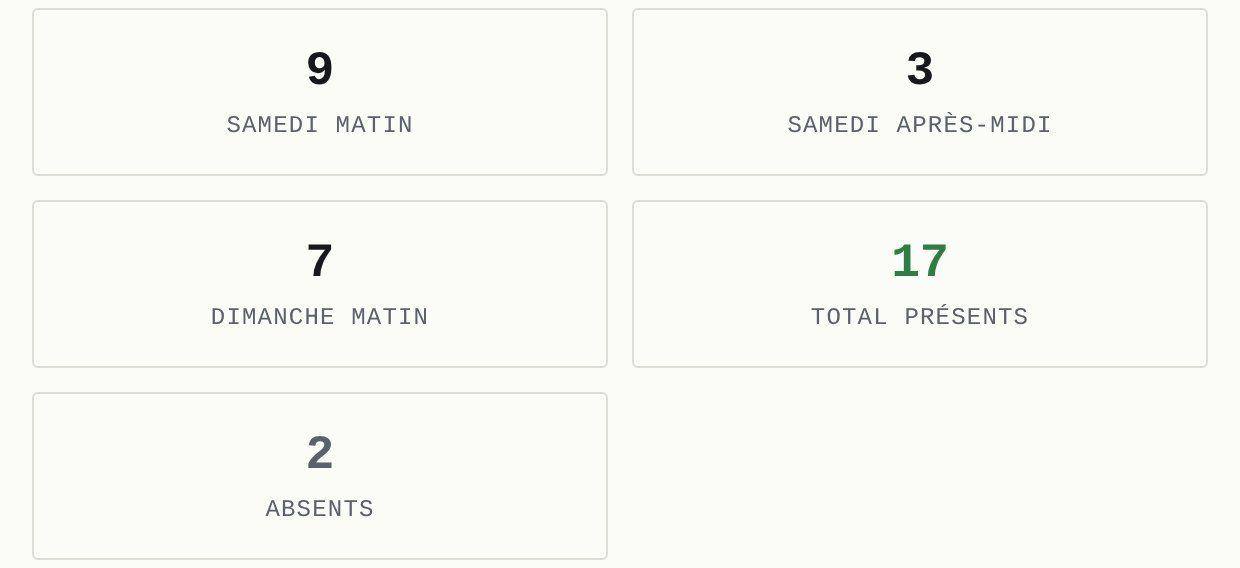 9
SAMEDI MATIN
3
SAMEDI APRÈS-MIDI
7
DIMANCHE MATIN
17
TOTAL PRÉSENTS
2
ABSENTS